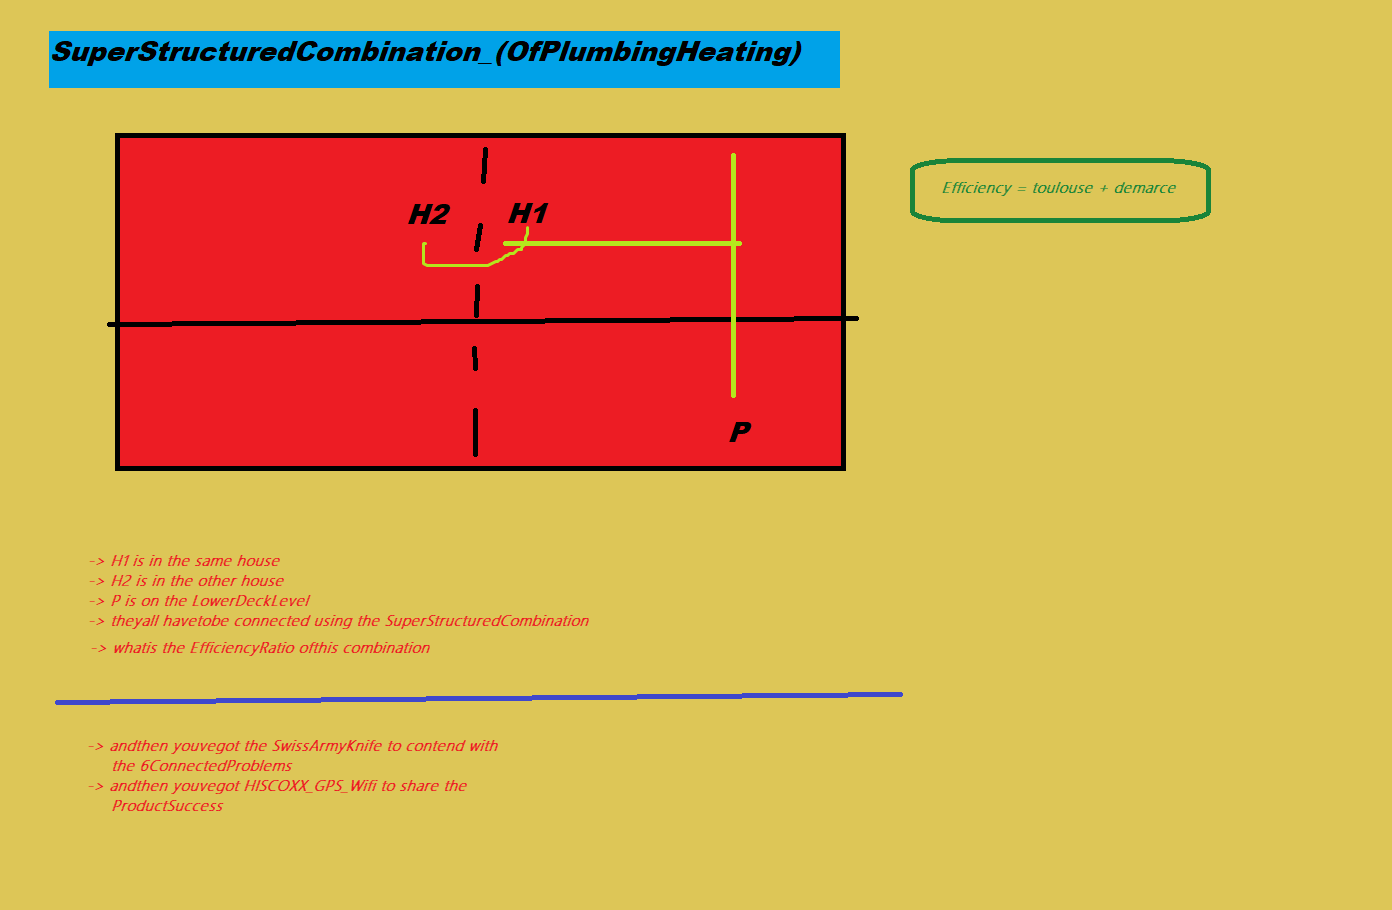 SuperStructuredCombination_(OfPlumbingHeating)
Efficiency = toulouse + demarce
H2 H1
P
-> H1 is in the same house
-> H2 is in the other house
-> P is on the LowerDeckLevel
-> theyall havetobe connected using the SuperStructuredCombination
-> whatis the EfficiencyRatio ofthis combination
-> andthen youvegot the SwissArmyKnife to contend with
the 6ConnectedProblems
-> andthen youvegot HISCOXX_GPS_Wifi to share the
ProductSuccess